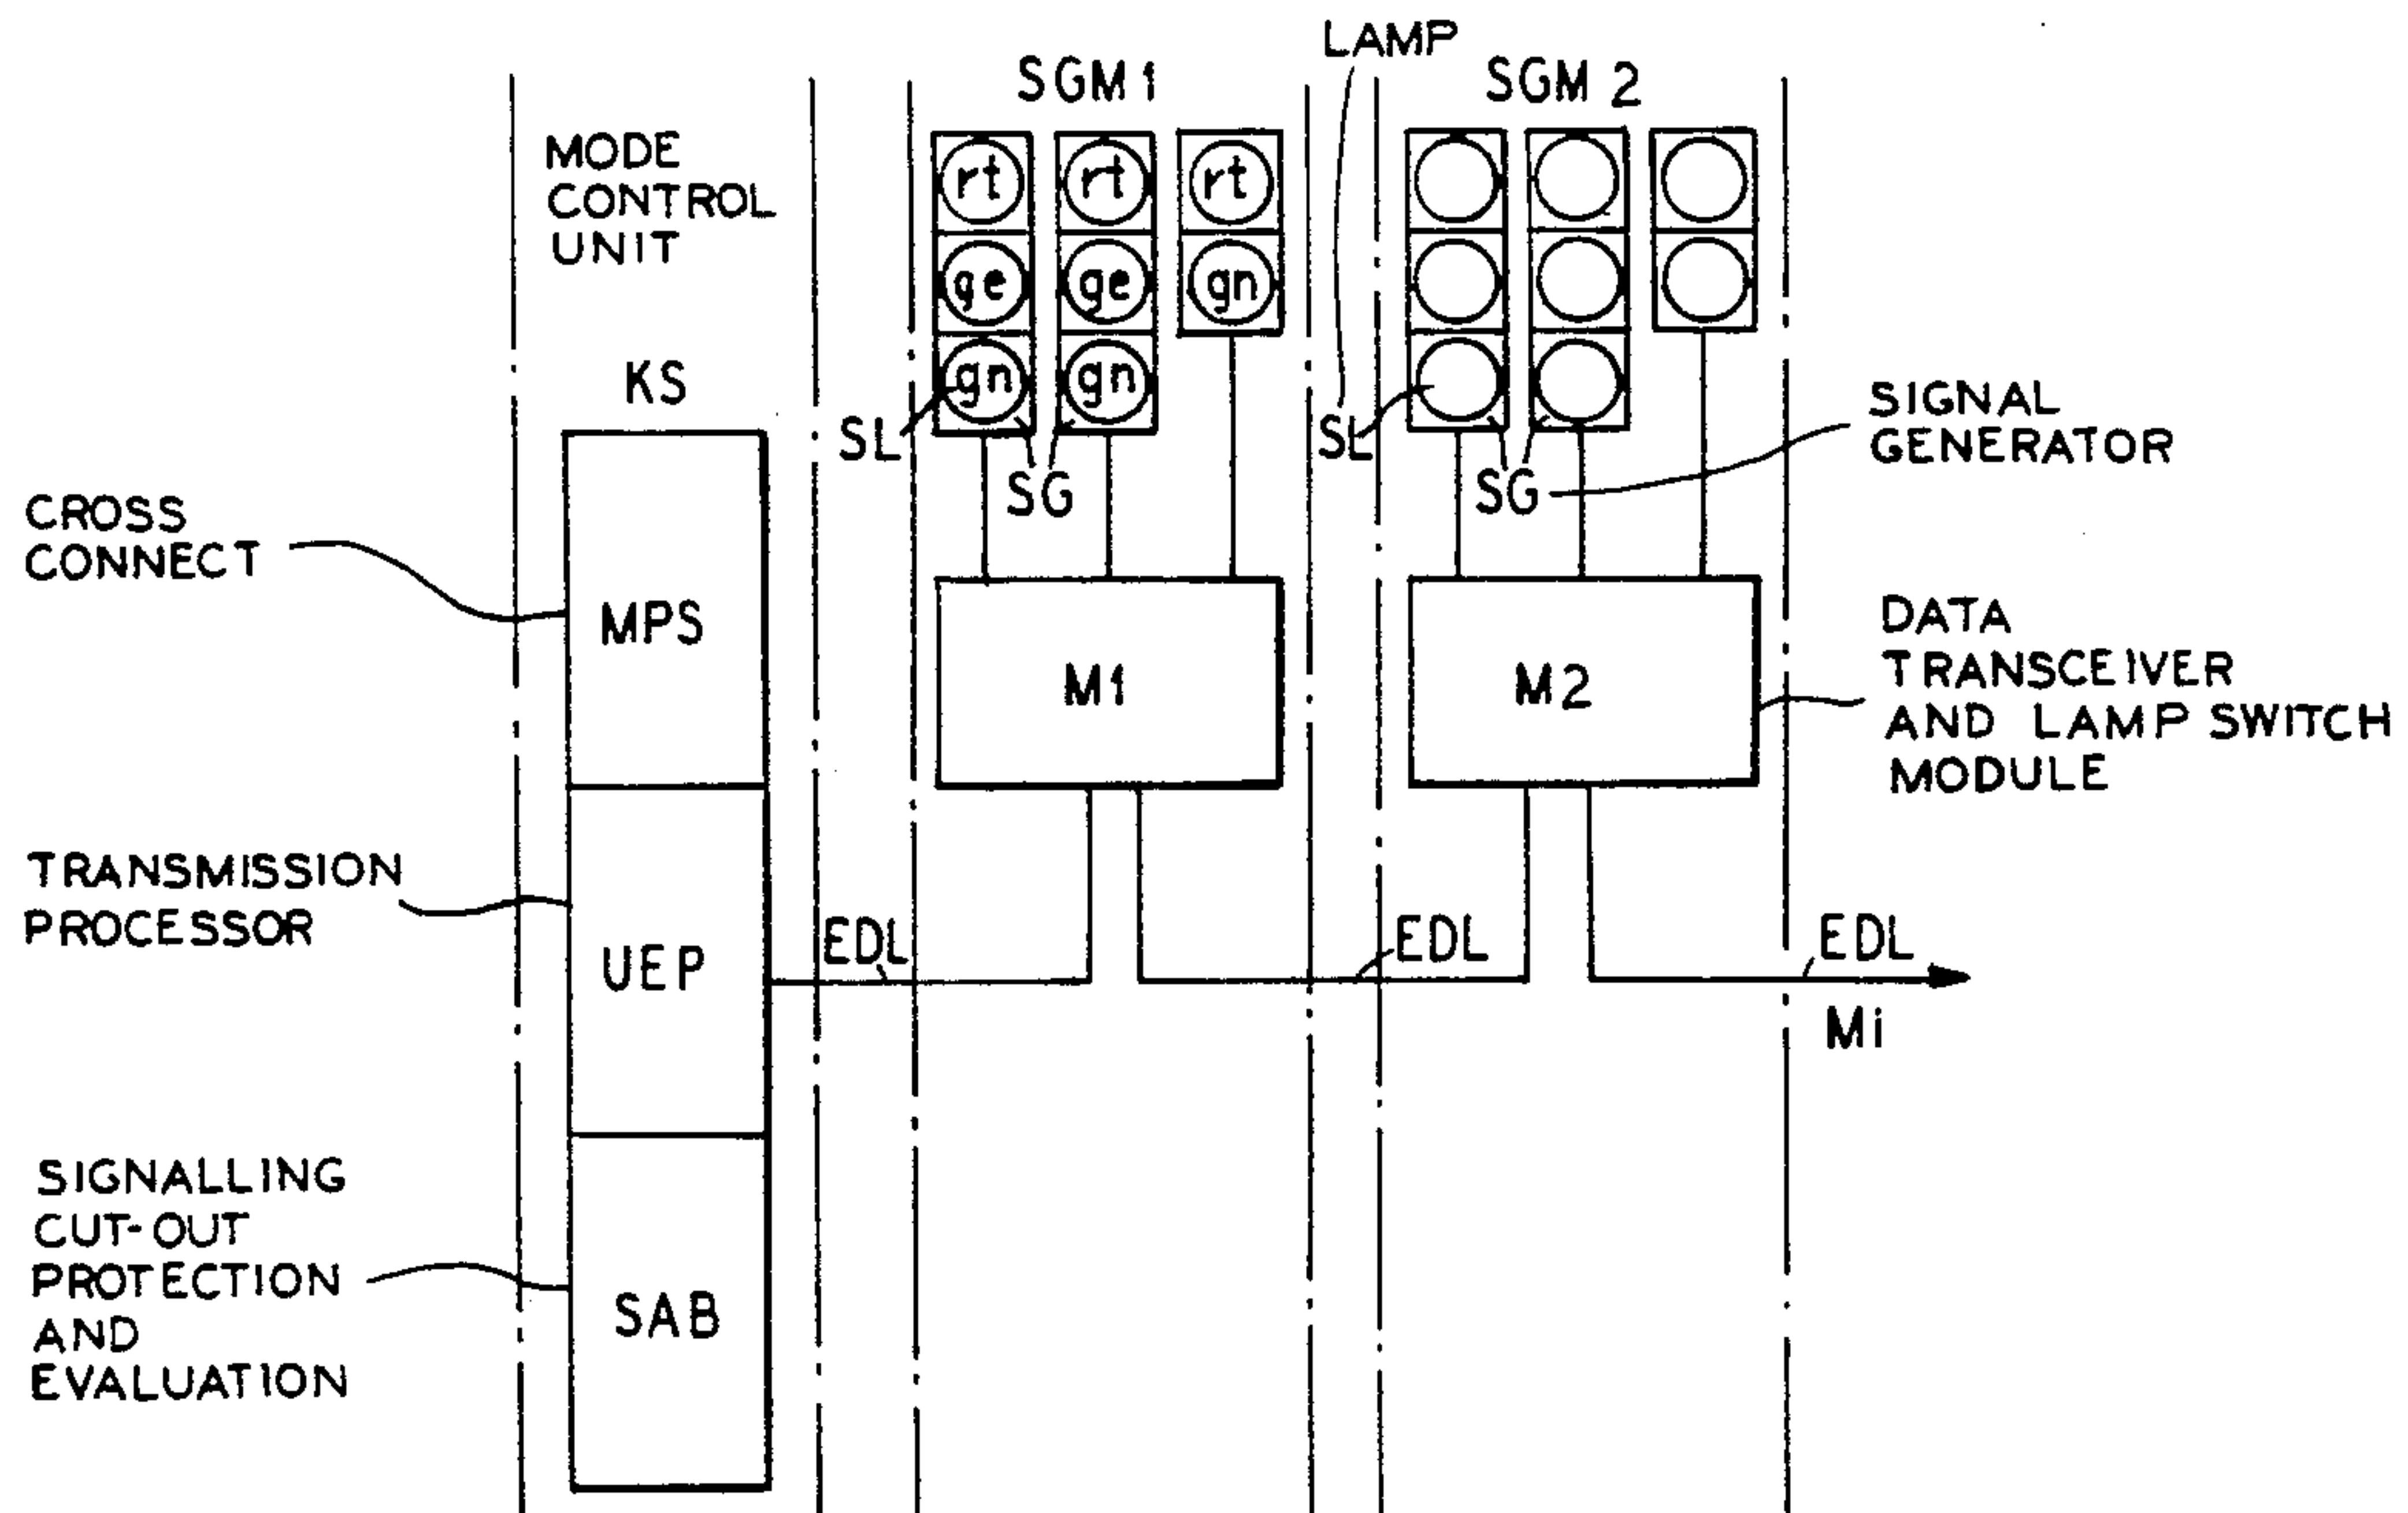 LAMP
SGM 1
SGM 2
MODE
CONTROL
UNIT
KS
rt
rt
rt
ge
ge
gn
gn
gn
SL
SG
SL
SG
SIGNAL
GENERATOR
CROSS
CONNECT
MPS
M1
M2
DATA
TRANSCEIVER
AND LAMP SWITCH
MODULE
TRANSMISSION
PROCESSOR
UEP
EDL
EDL
EDL
Mi
SIGNALLING
CUT-OUT
PROTECTION
AND
EVALUATION
SAB